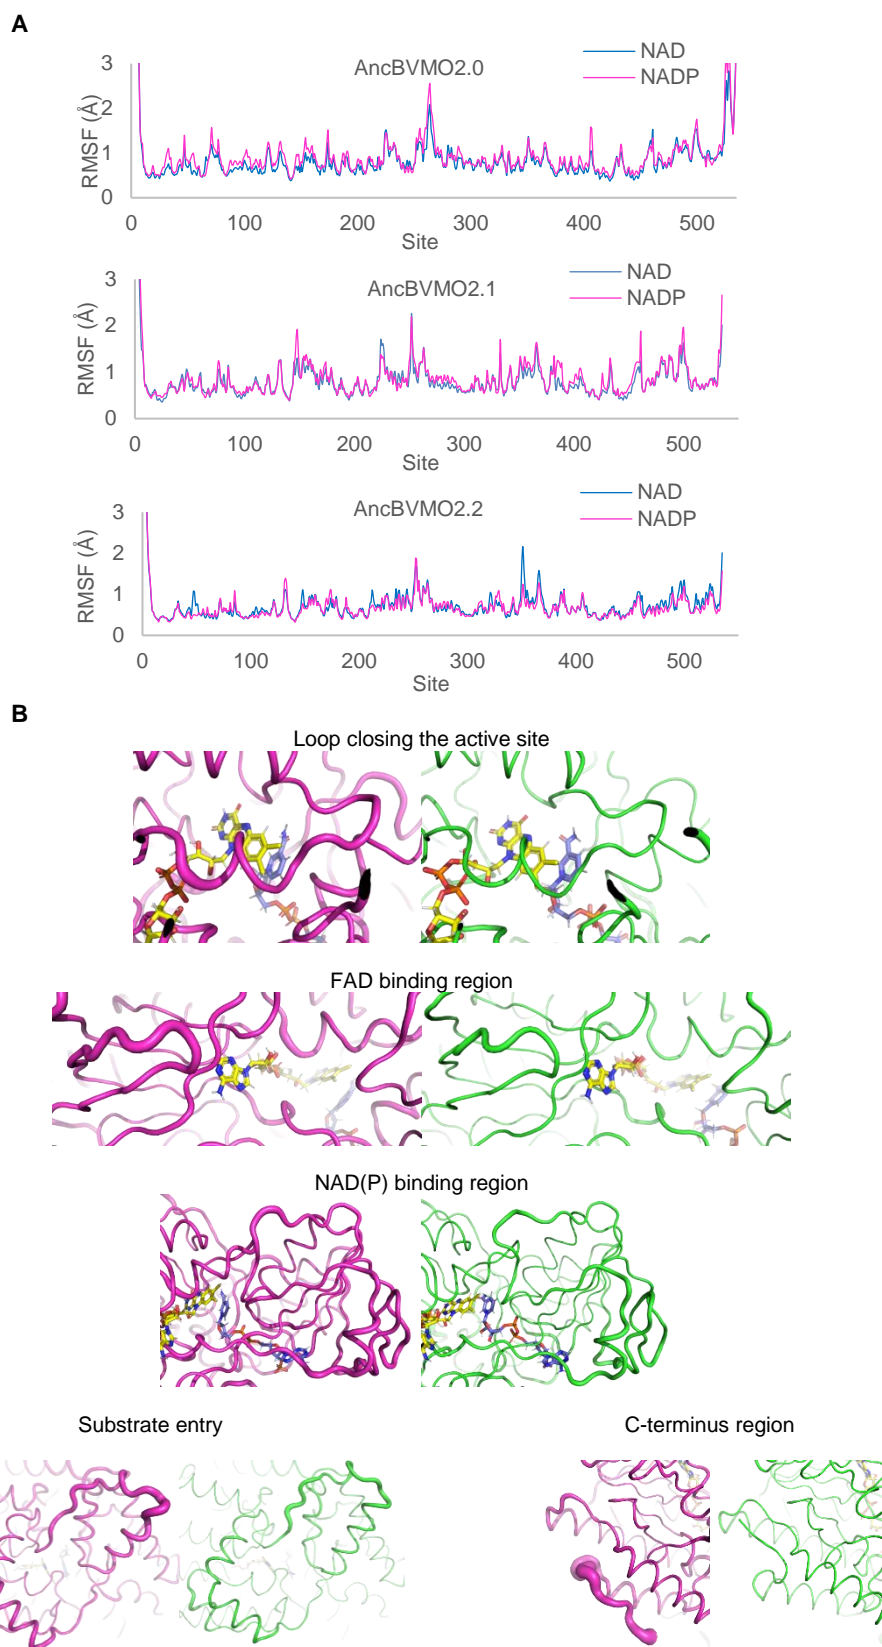 A
AncBVMO2.0
NAD
NADP
RMSF (Å)
3
2
1
0
0 100 200 300 400 500
Site
AncBVMO2.1
NAD
NADP
RMSF (Å)
3
2
1
0
0 100 200 300 400 500
Site
AncBVMO2.2
NAD
NADP
RMSF (Å)
3
2
1
0
0 100 200 300 400 500
Site
B
Loop closing the active site
FAD binding region
NAD(P) binding region
Substrate entry
C-terminus region